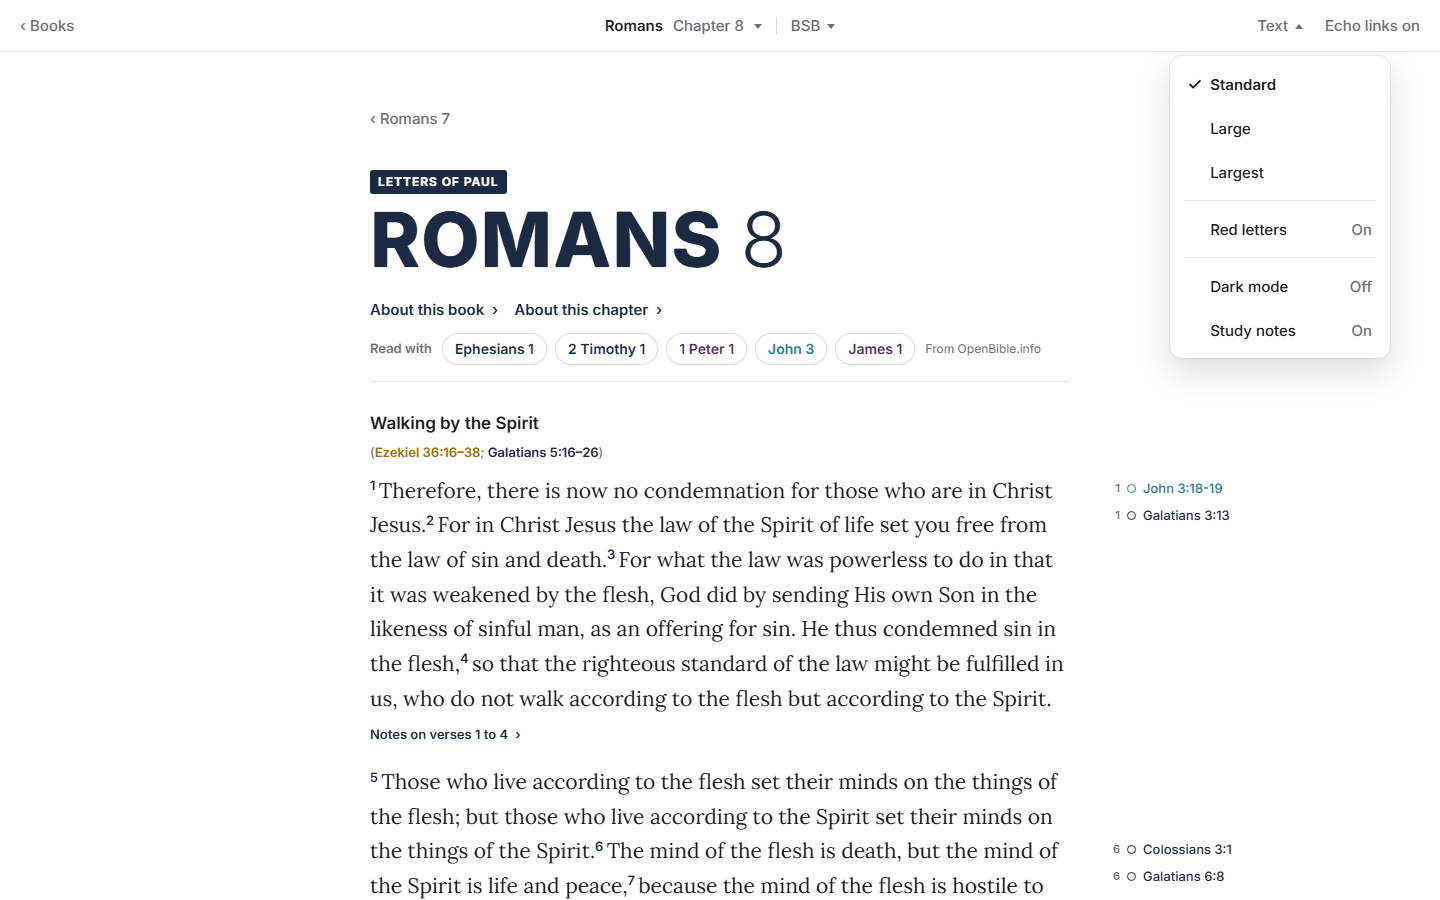 ‹ Books
Romans Chapter 8
BSB
Text
Echo links on
Standard
Large
Largest
Red letters On
Dark mode Off
Study notes On
‹ Romans 7
LETTERS OF PAUL
ROMANS 8
About this book › About this chapter ›
Read with Ephesians 1 2 Timothy 1 1 Peter 1 John 3 James 1 From OpenBible.info
Walking by the Spirit
(Ezekiel 36:16–38; Galatians 5:16–26)
1 Therefore, there is now no condemnation for those who are in Christ
Jesus. 2 For in Christ Jesus the law of the Spirit of life set you free from
the law of sin and death. 3 For what the law was powerless to do in that
it was weakened by the flesh, God did by sending His own Son in the
likeness of sinful man, as an offering for sin. He thus condemned sin in
the flesh, 4 so that the righteous standard of the law might be fulfilled in
us, who do not walk according to the flesh but according to the Spirit.
Notes on verses 1 to 4 ›
1 John 3:18-19
1 Galatians 3:13
5 Those who live according to the flesh set their minds on the things of
the flesh; but those who live according to the Spirit set their minds on
the things of the Spirit. 6 The mind of the flesh is death, but the mind of
the Spirit is life and peace, 7 because the mind of the flesh is hostile to
6 Colossians 3:1
6 Galatians 6:8